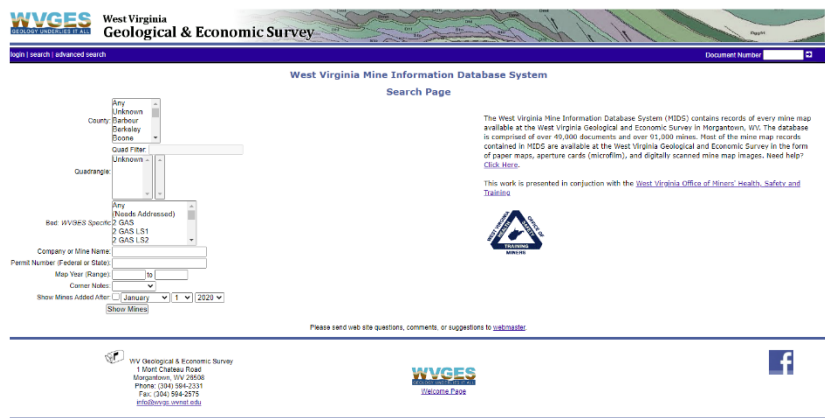 WVGES
GEOLOGY UNDERLIES IT ALL
West Virginia
Geological & Economic Survey
login | search | advanced search
Document Number
West Virginia Mine Information Database System
Search Page
County:
Any
Unknown
Barbour
Berkeley
Boone
Quad Filter:
Quadrangle:
Unknown
Bed: WVGES Specific
Any
(Needs Addressed)
2 GAS
2 GAS LS1
2 GAS LS2
Company or Mine Name:
Permit Number (Federal or State):
Map Year (Range): to
Corner Notes:
Show Mines Added After: January 1 2020
Show Mines
The West Virginia Mine Information Database System (MIDS) contains records of every mine map
available at the West Virginia Geological and Economic Survey in Morgantown, WV. The database
is comprised of over 49,000 documents and over 91,000 mines. Most of the mine map records
contained in MIDS are available at the West Virginia Geological and Economic Survey in the form
of paper maps, aperture cards (microfilm), and digitally scanned mine map images. Need help?
Click Here.
This work is presented in conjuction with the West Virginia Office of Miners' Health, Safety and
Training
WEST VIRGINIA
OFFICE OF
HEALTH
SAFETY
TRAINING
MINERS
Please send web site questions, comments, or suggestions to webmaster.
WV Geological & Economic Survey
1 Mont Chateau Road
Morgantown, WV 26508
Phone: (304) 594-2331
Fax: (304) 594-2575
info@wvgs.wvnet.edu
WVGES
Welcome Page
f